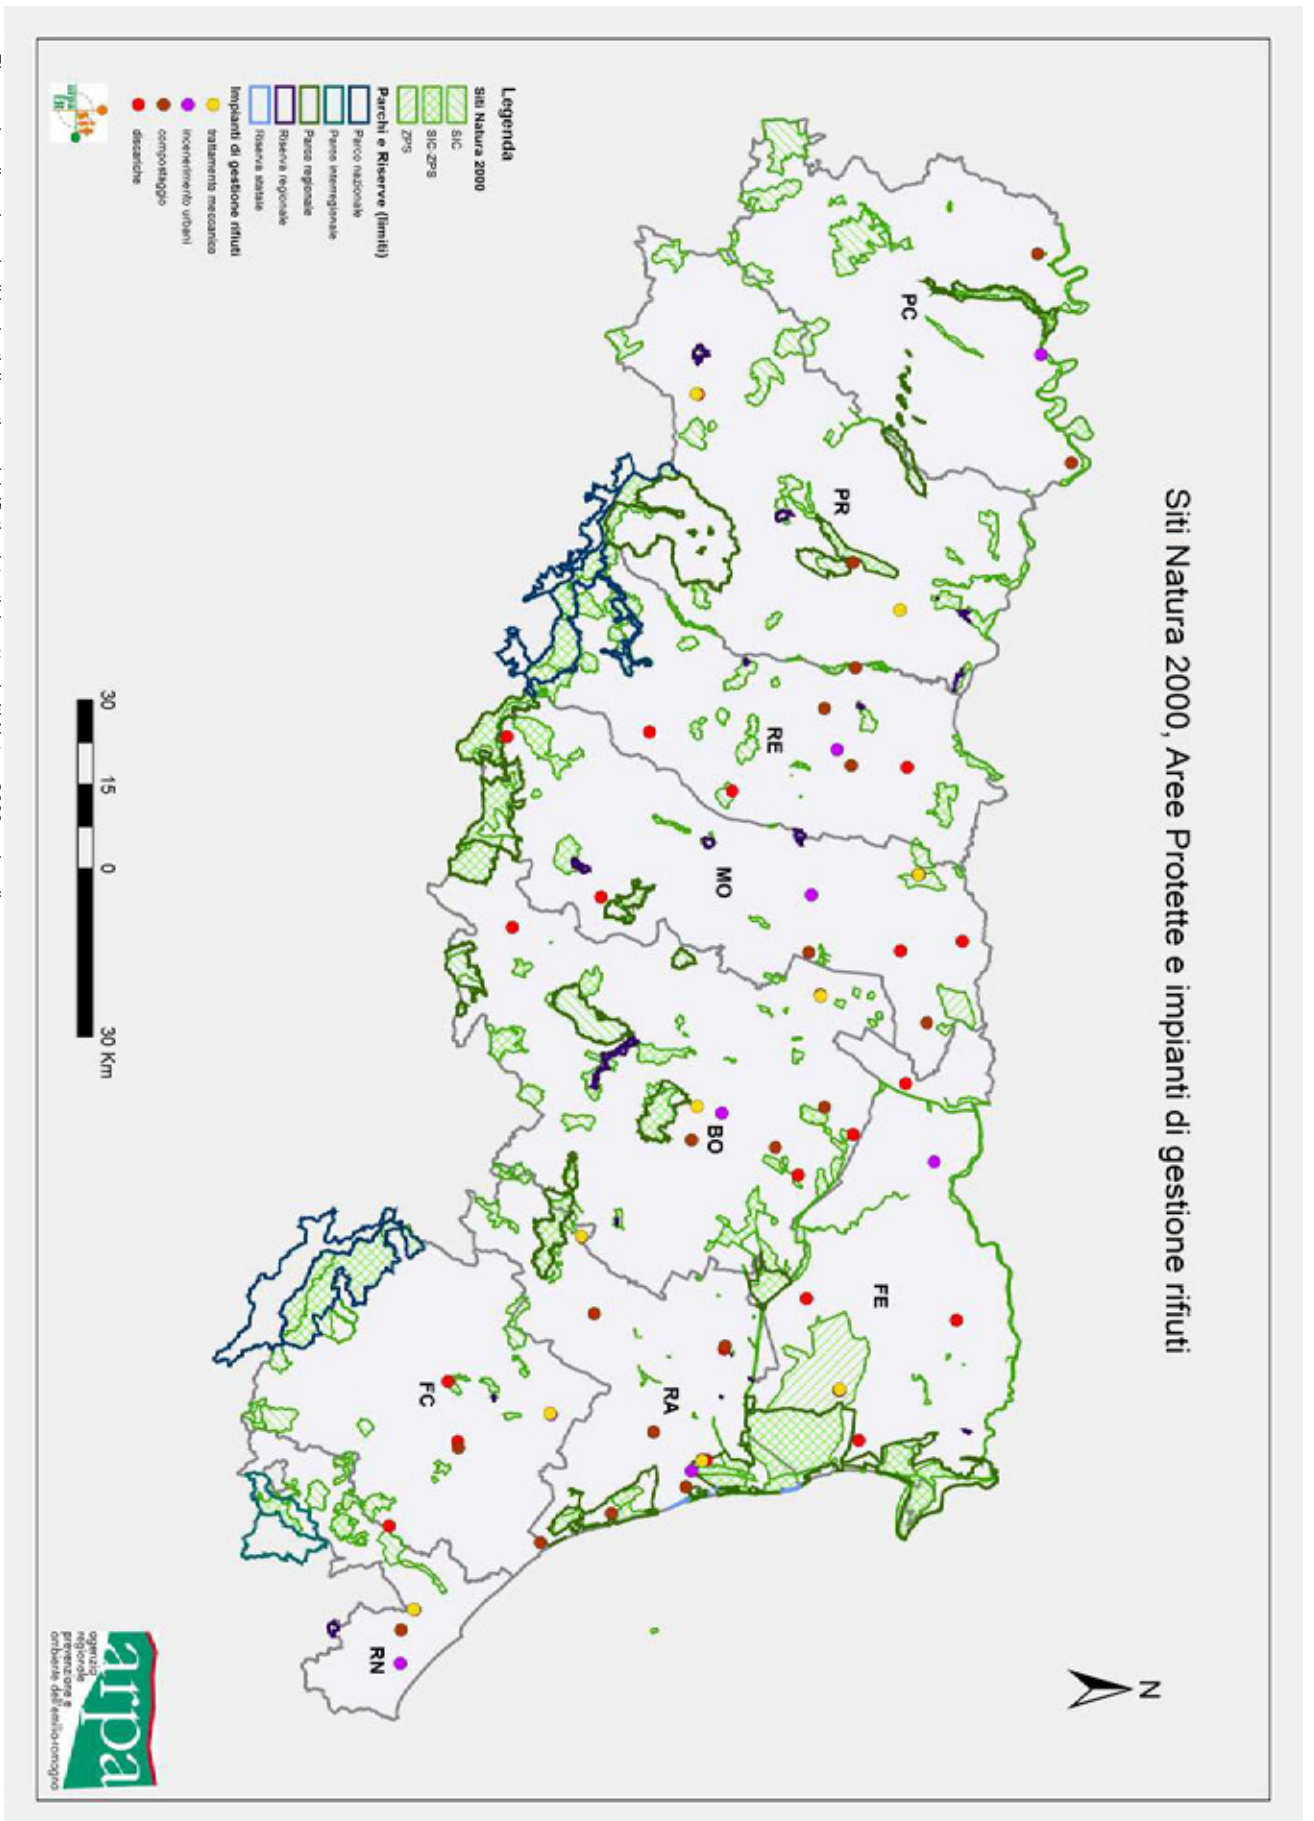 Siti Natura 2000, Aree Protette e impianti di gestione rifiuti
N
PC
PR
RE
MO
BO
FE
RA
FC
RN
Legenda
Siti Natura 2000
SIC
SIC-ZPS
ZPS
Parchi e Riserve (limiti)
Parco nazionale
Parco interregionale
Parco regionale
Riserva regionale
Riserva statale
Impianti di gestione rifiuti
trattamento meccanico
incenerimento urbani
compostaggio
discariche
sit
30 15 0 30 Km
arpa
agenzia
regionale
prevenzione e
ambiente dell'emilia-romagna